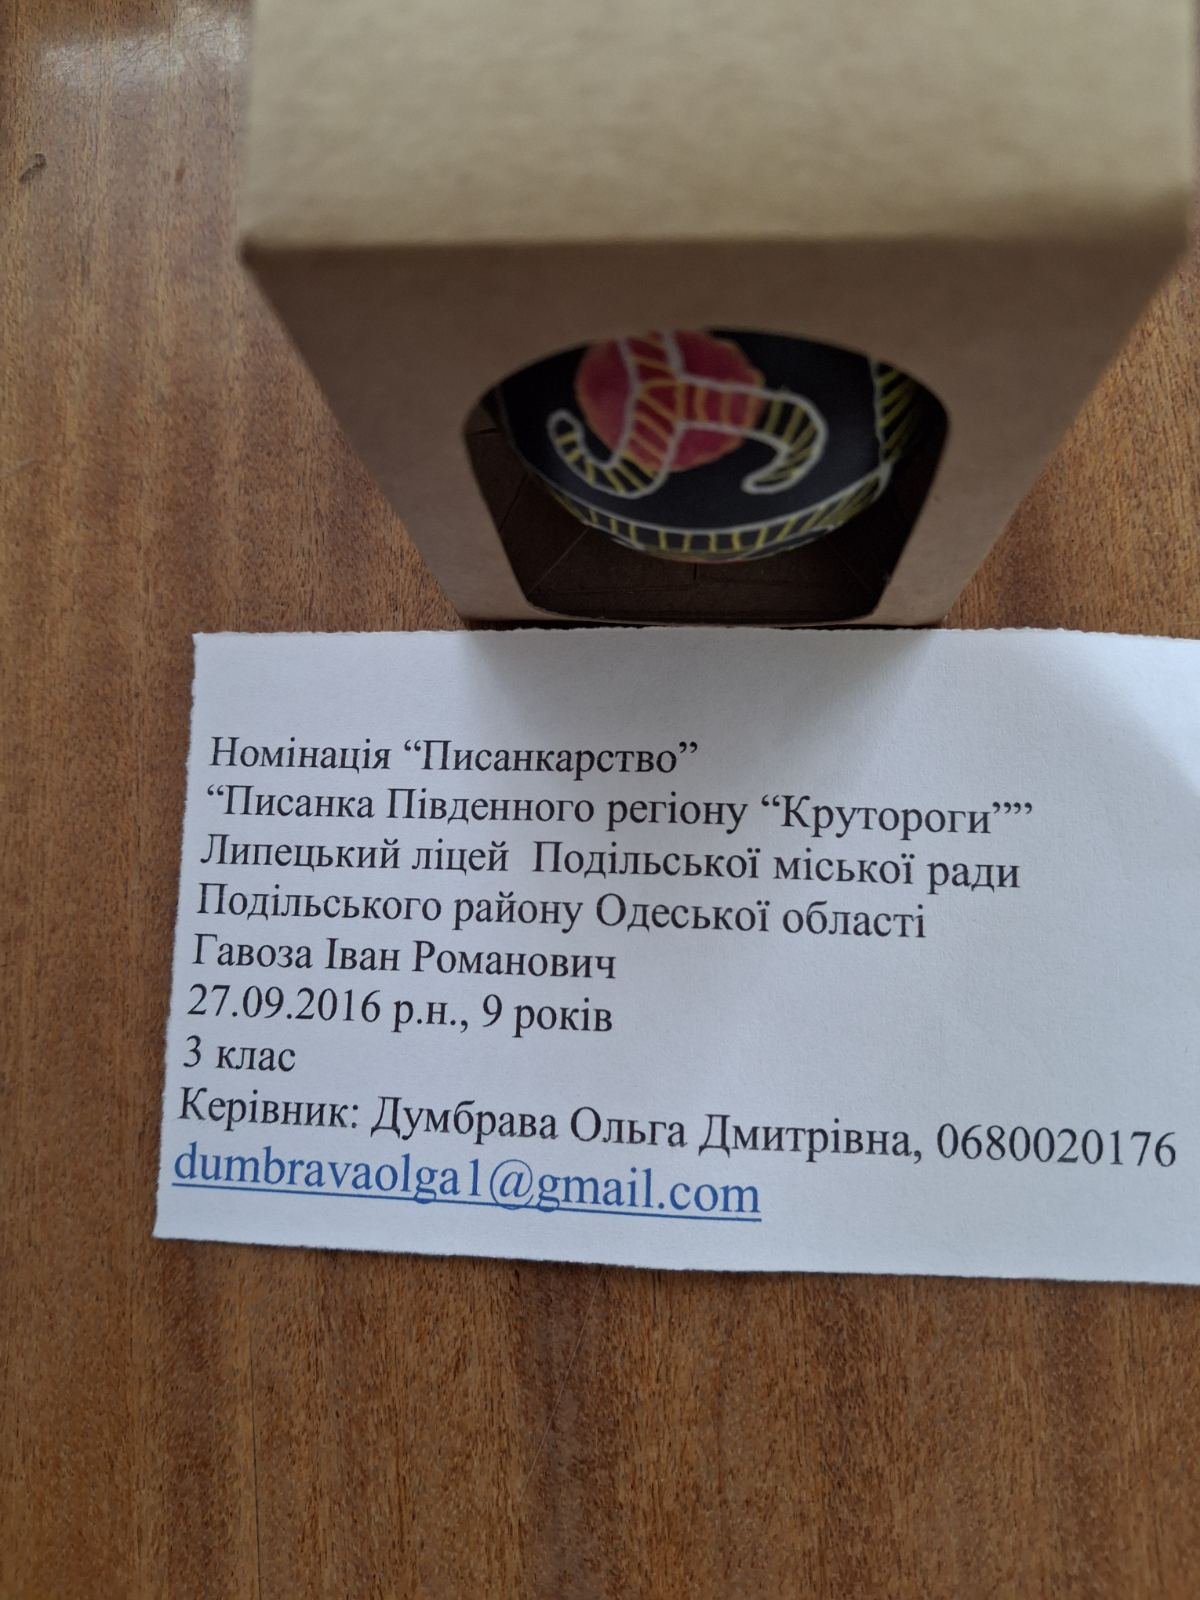 Номінація “Писанкарство”
“Писанка Південного регіону “Крутороги””
Липецький ліцей Подільської міської ради
Подільського району Одеської області
Гавоза Іван Романович
27.09.2016 р.н., 9 років
3 клас
Керівник: Думбрава Ольга Дмитрівна, 0680020176
dumbravaolga1@gmail.com